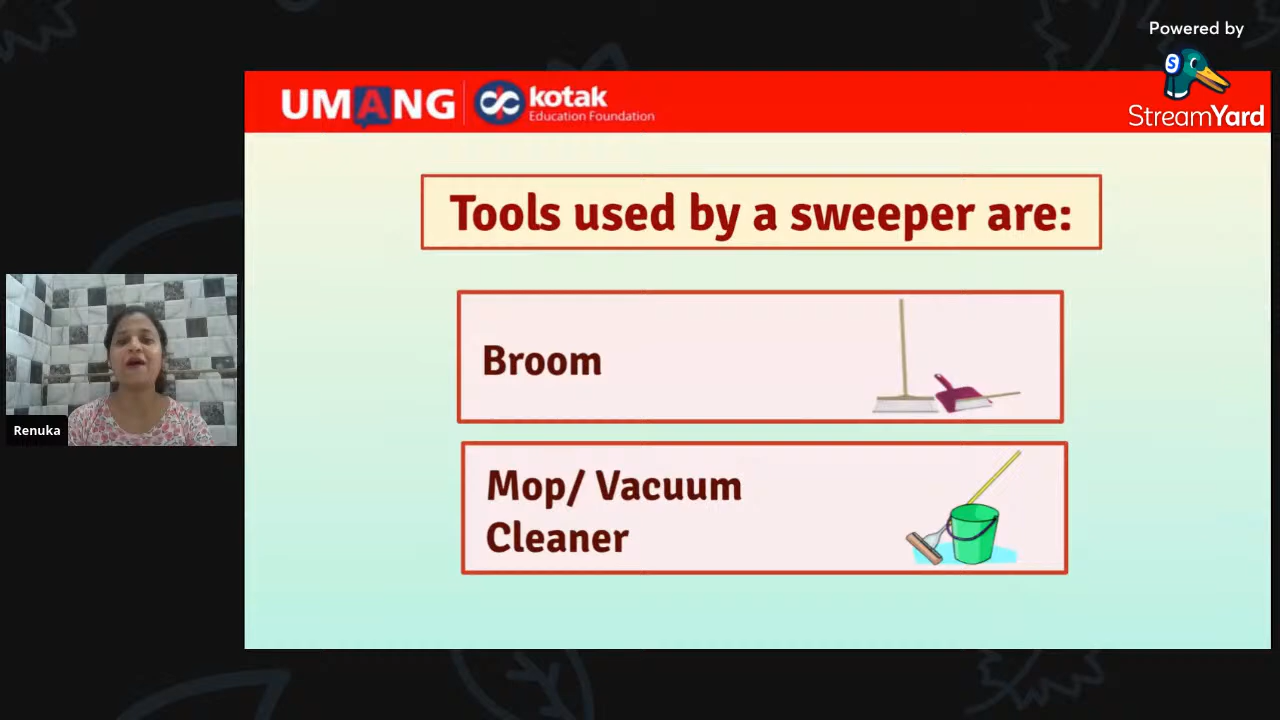 Powered by
StreamYard
UMANG
kotak
Education Foundation
Tools used by a sweeper are:
Broom
Mop/ Vacuum
Cleaner
Renuka